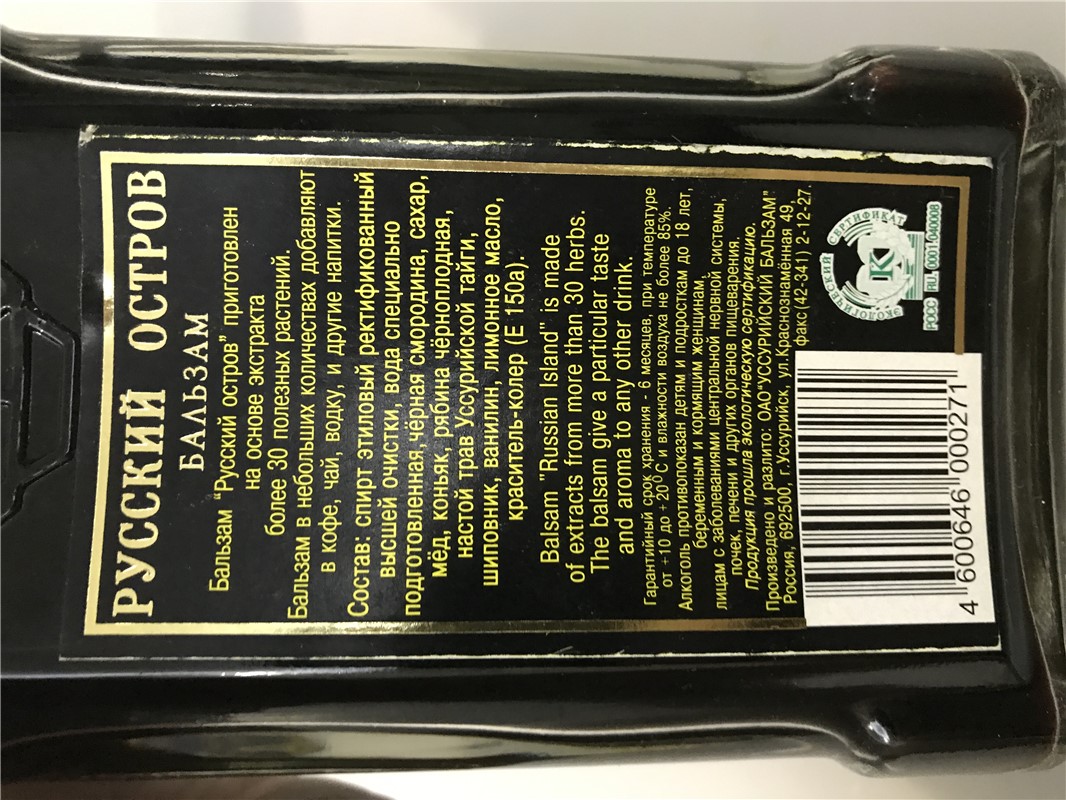 РУССКИЙ ОСТРОВ
БАЛЬЗАМ
Бальзам "Русский остров" приготовлен
на основе экстракта
более 30 полезных растений.
Бальзам в небольших количествах добавляют
в кофе, чай, водку, и другие напитки.
Состав: спирт этиловый ректификованный
высшей очистки, вода специально
подготовленная, чёрная смородина, сахар,
мёд, коньяк, рябина чёрноплодная,
настой трав уссурийской тайги,
шиповник, ванилин, лимонное масло,
краситель-колер (Е 150а).
Balsam "Russian Island" is made
of extracts from more than 30 herbs.
The balsam give a particular taste
and aroma to any other drink.
Гарантийный срок хранения - 6 месяцев, при температуре
от +10 до +20°С и влажности воздуха не более 85%.
Алкоголь противопоказан детям и подросткам до 18 лет,
беременным и кормящим женщинам,
лицам с заболеваниями центральной нервной системы,
почек, печени и других органов пищеварения.
Продукция прошла экологическую сертификацию.
Произведено и разлито: ОАО"УССУРИЙСКИЙ БАЛЬЗАМ"
Россия, 692500, г.Уссурийск, ул.Краснознамённая 49,
факс(42-341) 2-12-27.
ЭКОЛОГИЧЕСКИЙ СЕРТИФИКАТ
РОСС RU. 0001.040008
4 600646 000271